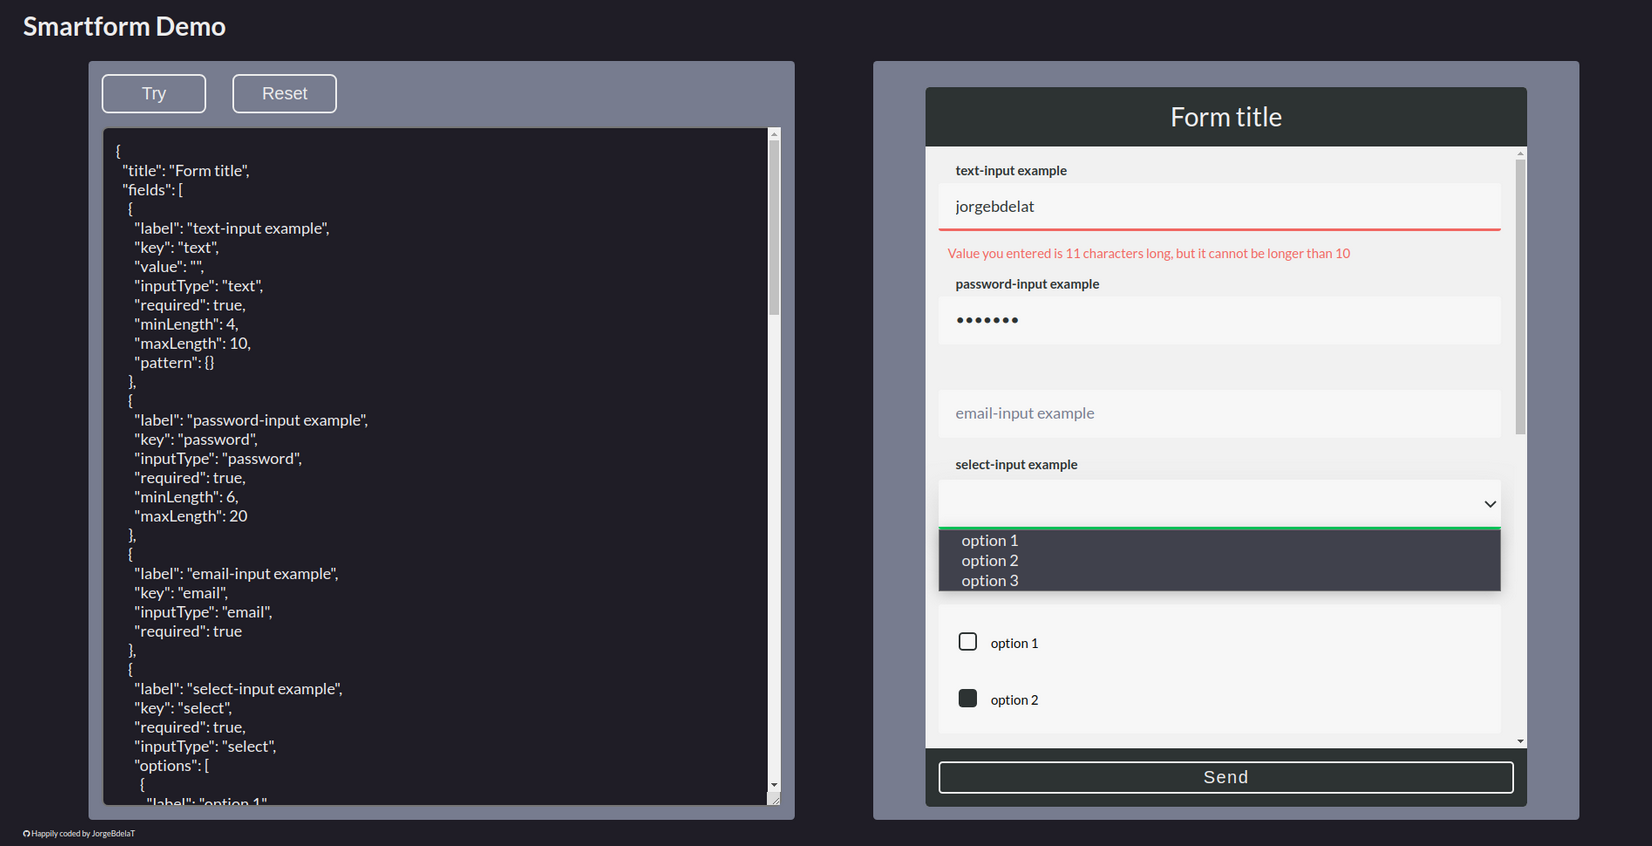 Smartform Demo
Try
Reset
{
"title": "Form title",
"fields": [
{
"label": "text-input example",
"key": "text",
"value": "",
"inputType": "text",
"required": true,
"minLength": 4,
"maxLength": 10,
"pattern": {}
},
{
"label": "password-input example",
"key": "password",
"inputType": "password",
"required": true,
"minLength": 6,
"maxLength": 20
},
{
"label": "email-input example",
"key": "email",
"inputType": "email",
"required": true
},
{
"label": "select-input example",
"key": "select",
"required": true,
"inputType": "select",
"options": [
{
"label": "option 1"
Form title
text-input example
jorgebdelat
Value you entered is 11 characters long, but it cannot be longer than 10
password-input example
•••••••
email-input example
select-input example
option 1
option 2
option 3
option 1
option 2
Send
Happily coded by JorgeBdelaT